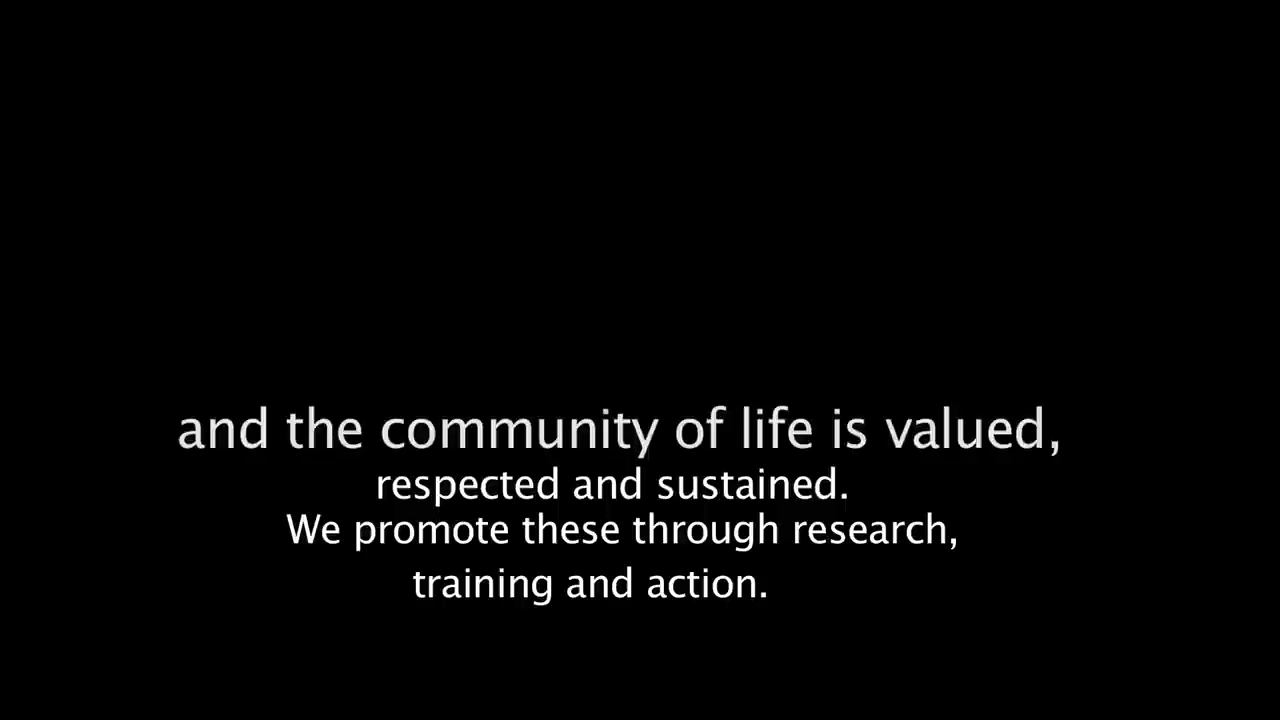 and the community of life is valued,
respected and sustained.
We promote these through research,
training and action.